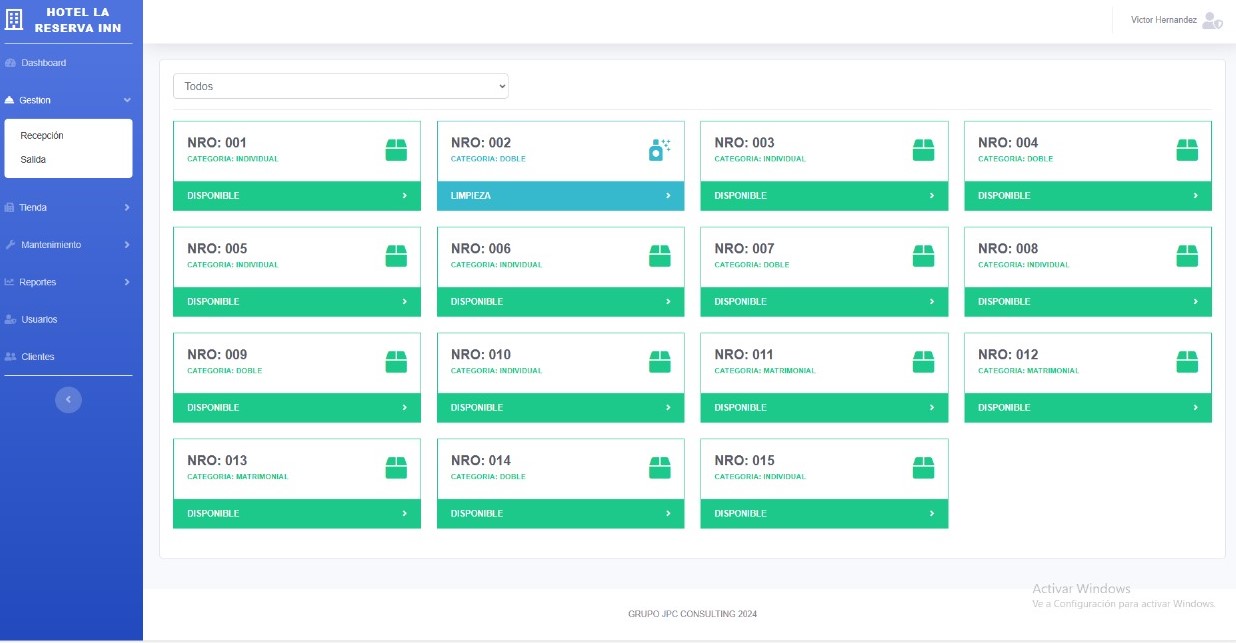 HOTEL LA
RESERVA INN
Victor Hernandez
Dashboard
Gestion
Recepción
Salida
Tienda
Mantenimiento
Reportes
Usuarios
Clientes
Todos
NRO: 001
CATEGORIA: INDIVIDUAL
DISPONIBLE
NRO: 002
CATEGORIA: DOBLE
LIMPIEZA
NRO: 003
CATEGORIA: INDIVIDUAL
DISPONIBLE
NRO: 004
CATEGORIA: DOBLE
DISPONIBLE
NRO: 005
CATEGORIA: INDIVIDUAL
DISPONIBLE
NRO: 006
CATEGORIA: INDIVIDUAL
DISPONIBLE
NRO: 007
CATEGORIA: DOBLE
DISPONIBLE
NRO: 008
CATEGORIA: INDIVIDUAL
DISPONIBLE
NRO: 009
CATEGORIA: DOBLE
DISPONIBLE
NRO: 010
CATEGORIA: INDIVIDUAL
DISPONIBLE
NRO: 011
CATEGORIA: MATRIMONIAL
DISPONIBLE
NRO: 012
CATEGORIA: MATRIMONIAL
DISPONIBLE
NRO: 013
CATEGORIA: MATRIMONIAL
DISPONIBLE
NRO: 014
CATEGORIA: DOBLE
DISPONIBLE
NRO: 015
CATEGORIA: INDIVIDUAL
DISPONIBLE
Activar Windows
Ve a Configuración para activar Windows.
GRUPO JPC CONSULTING 2024